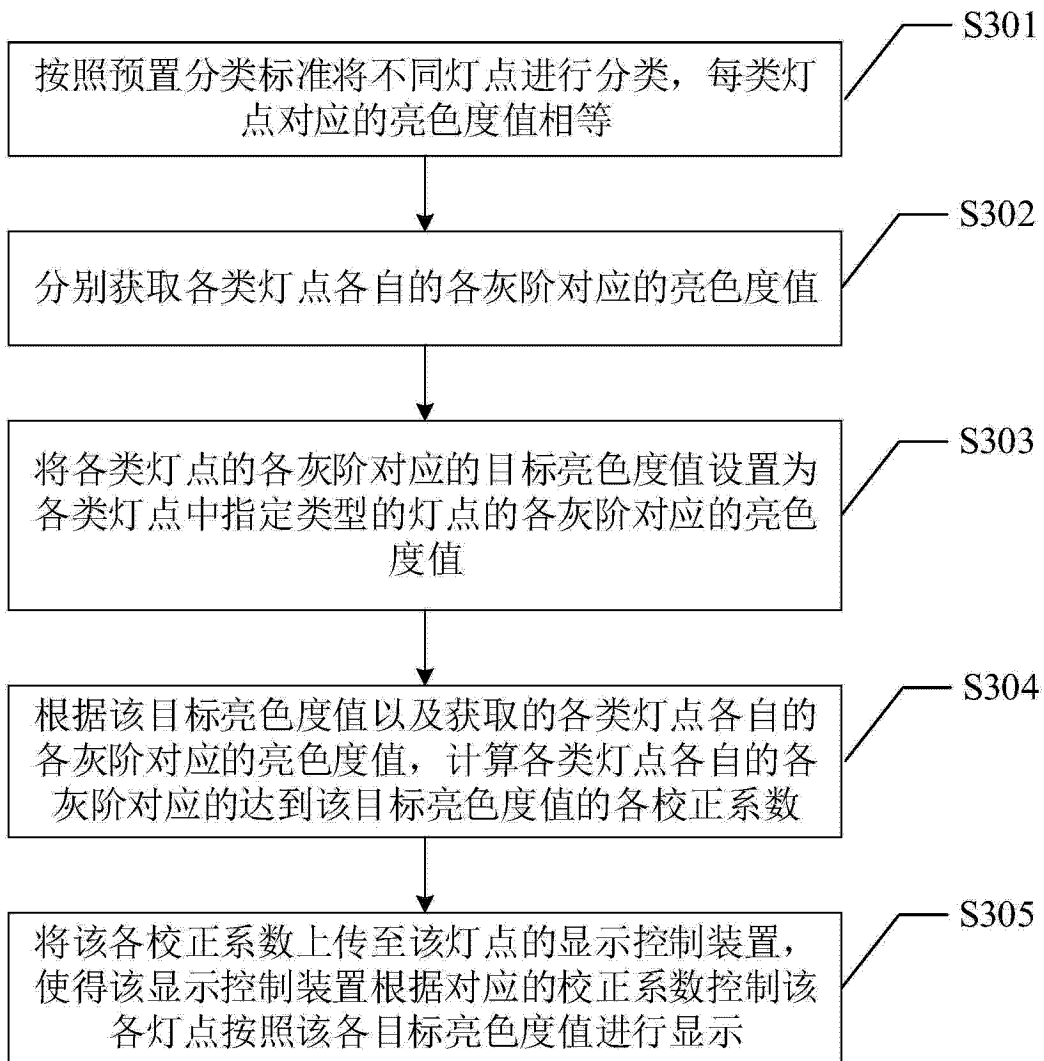 S301
按照预置分类标准将不同灯点进行分类，每类灯
点对应的亮色度值相等
S302
分别获取各类灯点各自的各灰阶对应的亮色度值
S303
将各类灯点的各灰阶对应的目标亮色度值设置为
各类灯点中指定类型的灯点的各灰阶对应的亮色
度值
S304
根据该目标亮色度值以及获取的各类灯点各自的
各灰阶对应的亮色度值，计算各类灯点各自的各
灰阶对应的达到该目标亮色度值的各校正系数
S305
将该各校正系数上传至该灯点的显示控制装置，
使得该显示控制装置根据对应的校正系数控制该
各灯点按照该各目标亮色度值进行显示